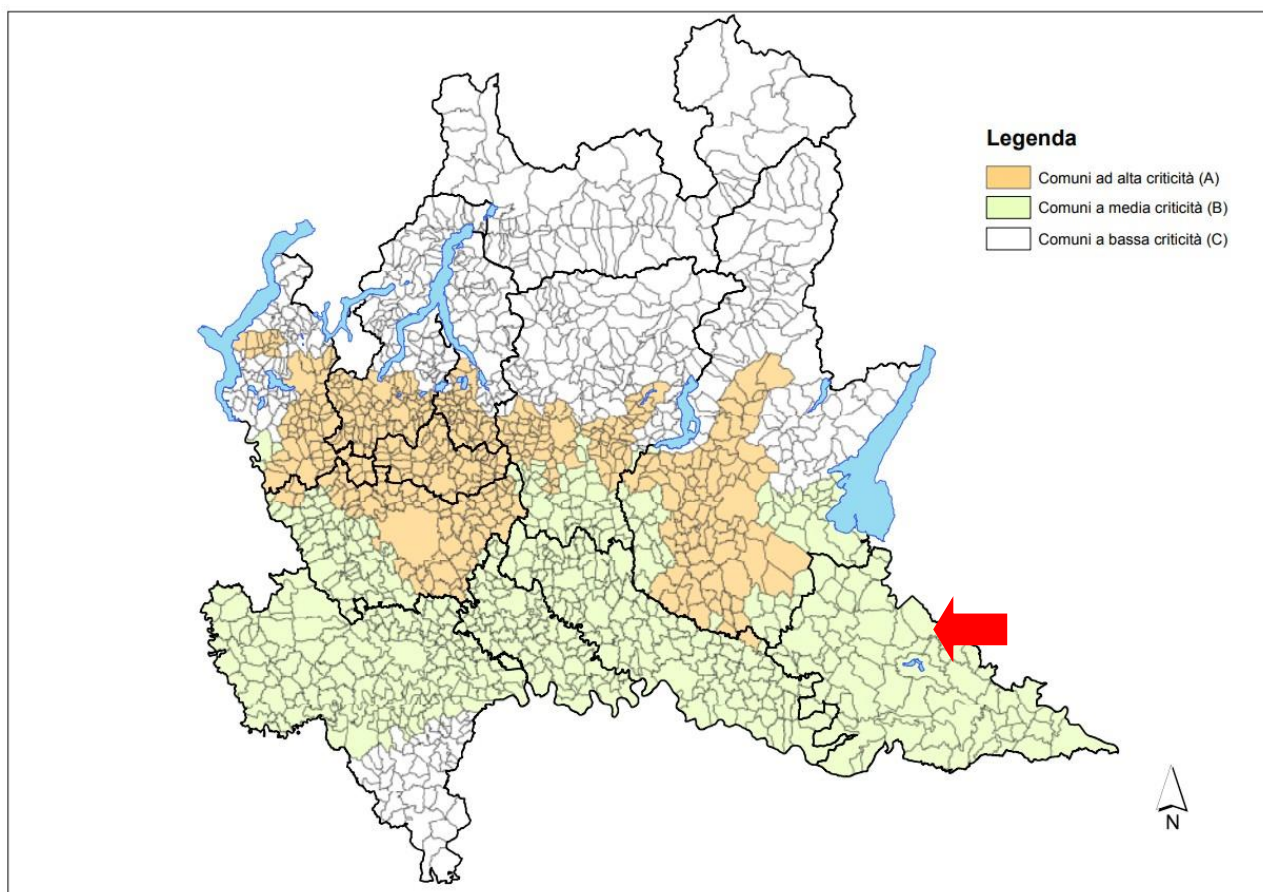 Legenda
Comuni ad alta criticità (A)
Comuni a media criticità (B)
Comuni a bassa criticità (C)
N